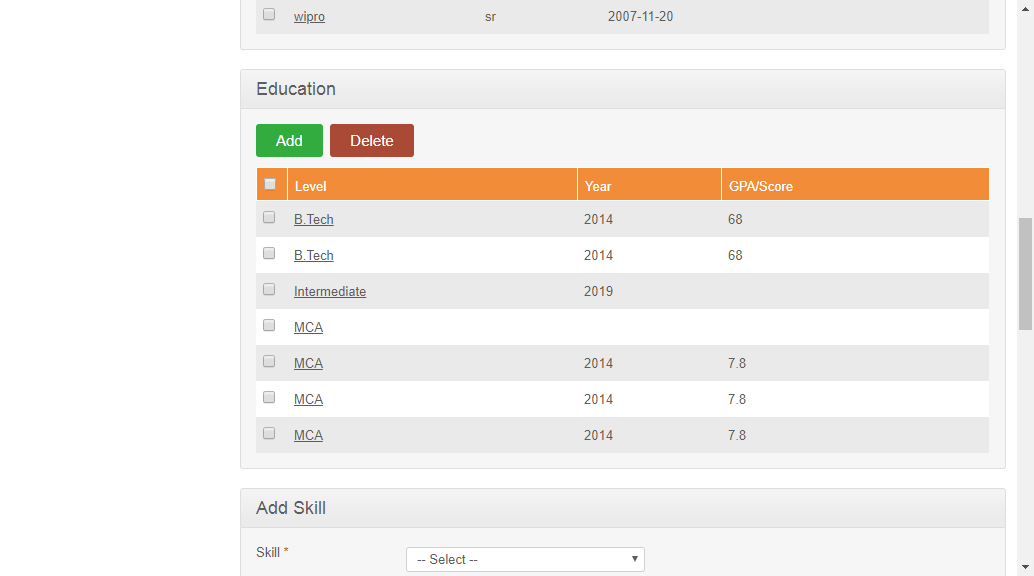 wipro sr 2007-11-20
Education
Add Delete
Level Year GPA/Score
B.Tech 2014 68
B.Tech 2014 68
Intermediate 2019
MCA
MCA 2014 7.8
MCA 2014 7.8
MCA 2014 7.8
Add Skill
Skill * -- Select --